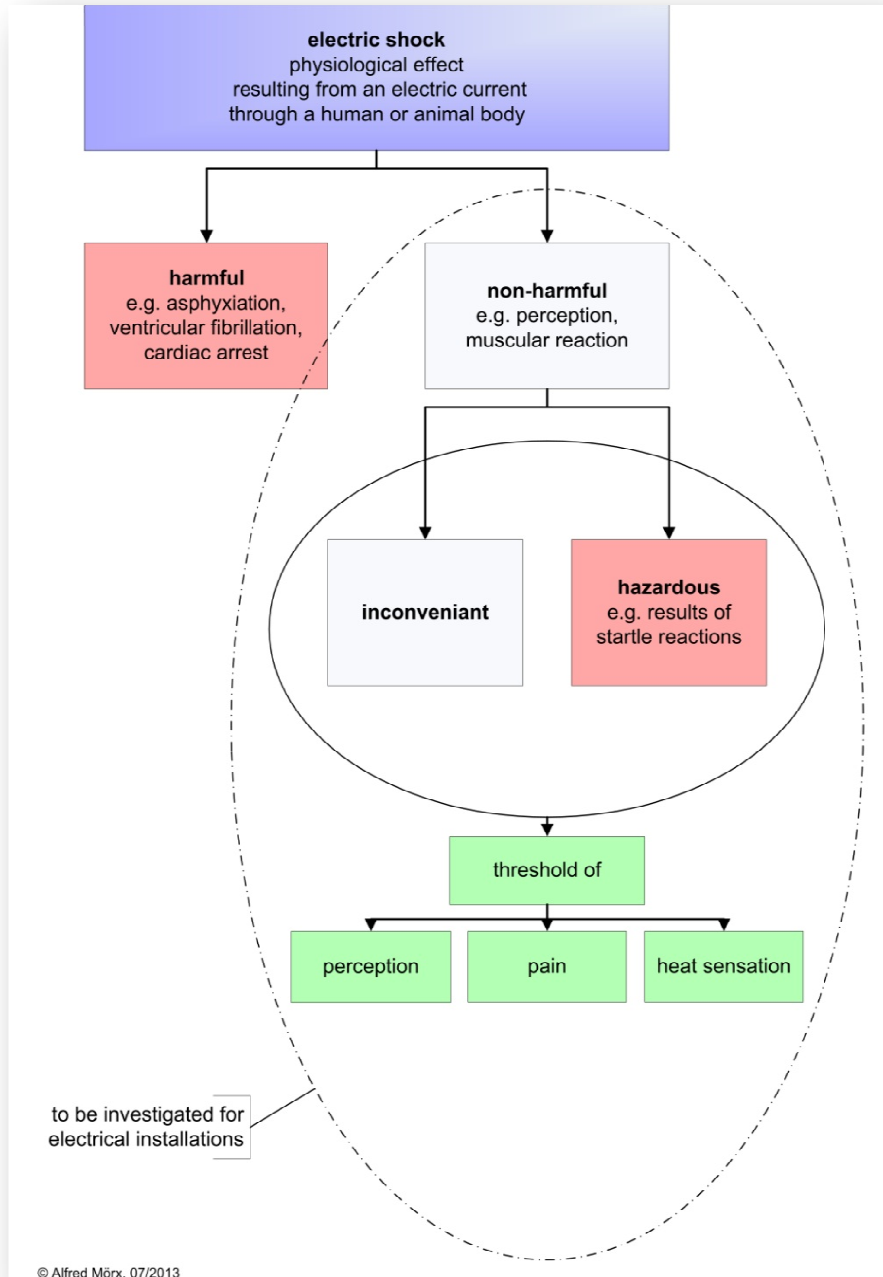 electric shock
physiological effect
resulting from an electric current
through a human or animal body
harmful
e.g. asphyxiation,
ventricular fibrillation,
cardiac arrest
non-harmful
e.g. perception,
muscular reaction
inconveniant
hazardous
e.g. results of
startle reactions
threshold of
perception
pain
heat sensation
to be investigated for
electrical installations
© Alfred Mörx, 07/2013